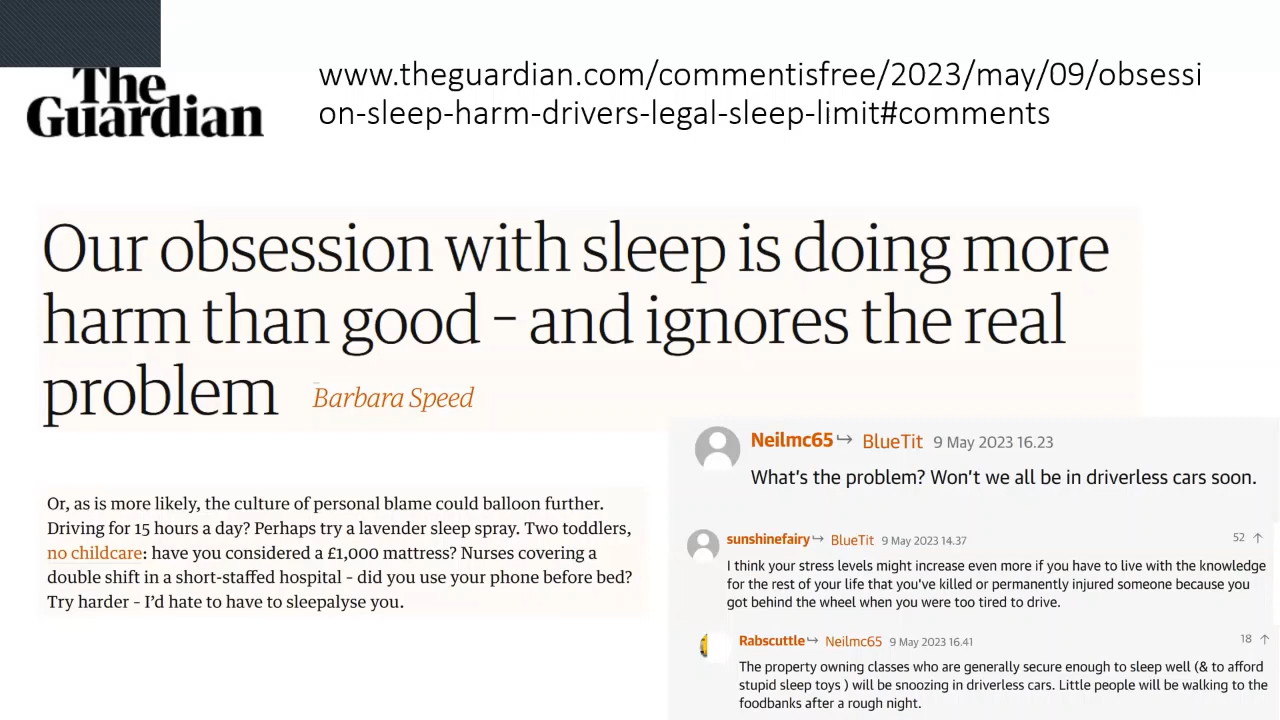 The
Guardian
www.theguardian.com/commentisfree/2023/may/09/obsessi
on-sleep-harm-drivers-legal-sleep-limit#comments
Our obsession with sleep is doing more
harm than good – and ignores the real
problem Barbara Speed
Or, as is more likely, the culture of personal blame could balloon further.
Driving for 15 hours a day? Perhaps try a lavender sleep spray. Two toddlers,
no childcare: have you considered a £1,000 mattress? Nurses covering a
double shift in a short-staffed hospital – did you use your phone before bed?
Try harder – I’d hate to have to sleepalyse you.
Neilmc65 BlueTit 9 May 2023 16.23
What's the problem? Won't we all be in driverless cars soon.
sunshinefairy BlueTit 9 May 2023 14.37 52
I think your stress levels might increase even more if you have to live with the knowledge
for the rest of your life that you've killed or permanently injured someone because you
got behind the wheel when you were too tired to drive.
Rabscuttle Neilmc65 9 May 2023 16.41 18
The property owning classes who are generally secure enough to sleep well (& to afford
stupid sleep toys ) will be snoozing in driverless cars. Little people will be walking to the
foodbanks after a rough night.